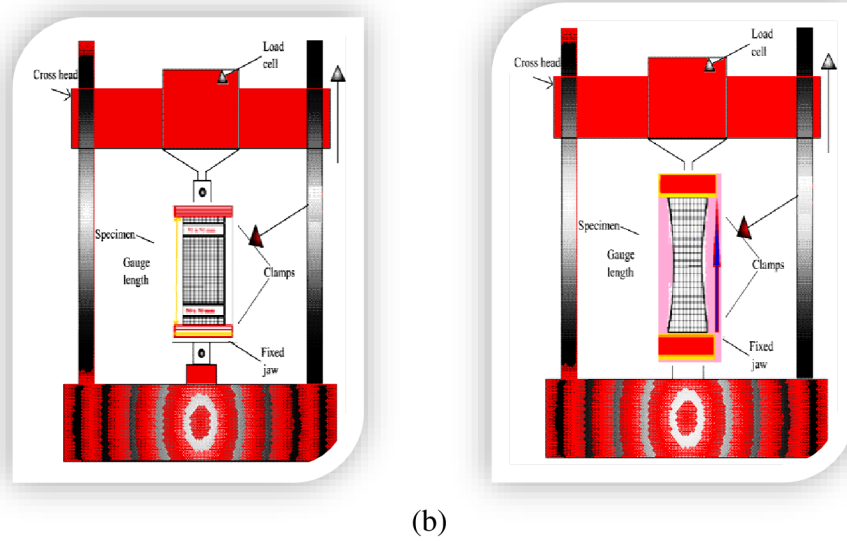 Load
cell
Cross head
Specimen
Gauge
length
Clamps
Fixed
jaw
Load
cell
Cross head
Specimen
Gauge
length
Clamps
Fixed
jaw
(b)